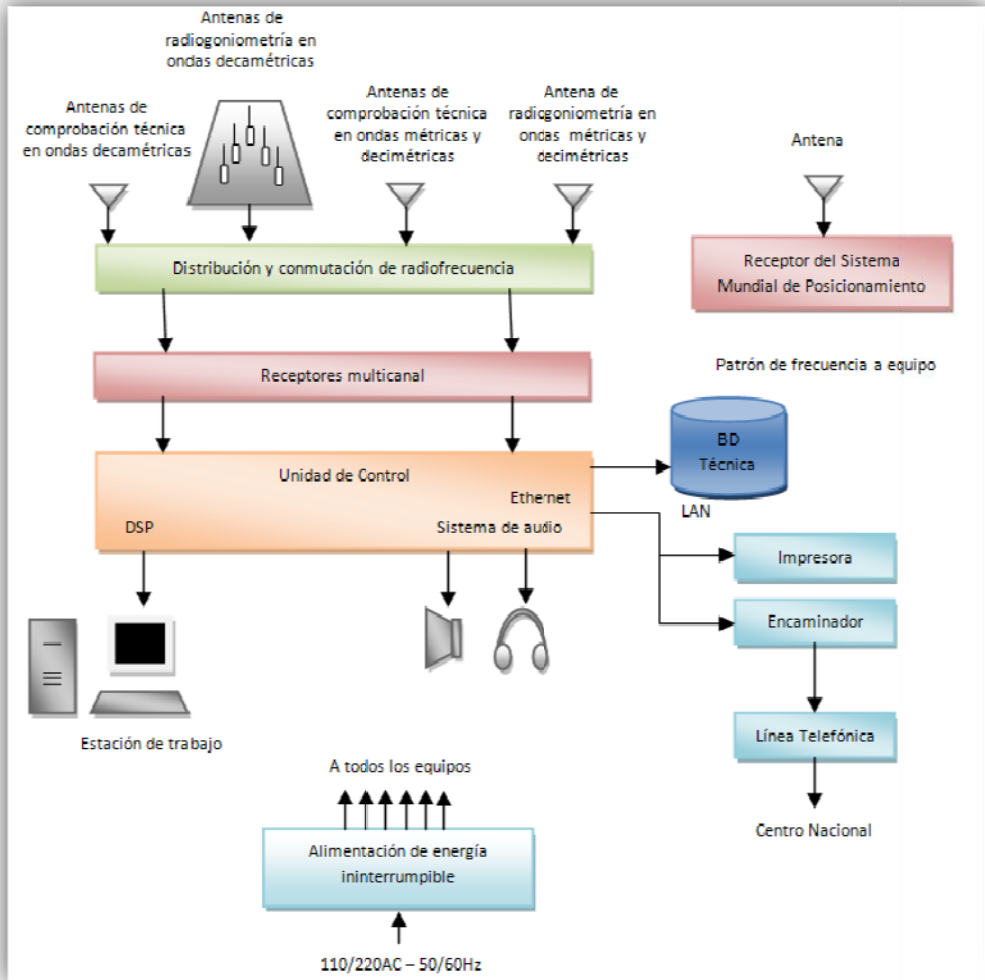 Antenas de
radiogoniometría en
ondas decamétricas
Antenas de
comprobación técnica
en ondas decamétricas
Antenas de
comprobación técnica
en ondas métricas y
decimétricas
Antena de
radiogoniometría en
ondas métricas y
decimétricas
Antena
Distribución y conmutación de radiofrecuencia
Receptor del Sistema
Mundial de Posicionamiento
Receptores multicanal
Patrón de frecuencia a equipo
Unidad de Control
Ethernet
DSP
Sistema de audio
BD
Técnica
LAN
Impresora
Encaminador
Línea Telefónica
Centro Nacional
Estación de trabajo
A todos los equipos
Alimentación de energía
ininterrumpible
110/220AC – 50/60Hz